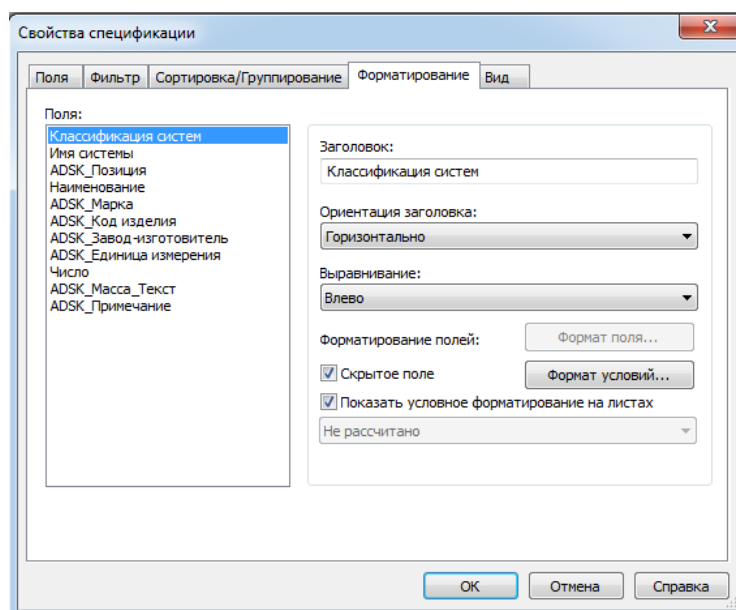 Свойства спецификации
Поля
Фильтр
Сортировка/Группирование
Форматирование
Вид
Поля:
Классификация систем
Имя системы
ADSK_Позиция
Наименование
ADSK_Марка
ADSK_Код изделия
ADSK_Завод-изготовитель
ADSK_Единица измерения
Число
ADSK_Масса_Текст
ADSK_Примечание
Заголовок:
Классификация систем
Ориентация заголовка:
Горизонтально
Выравнивание:
Влево
Форматирование полей:
Формат поля...
Скрытое поле
Формат условий...
Показать условное форматирование на листах
Не рассчитано
ОК
Отмена
Справка